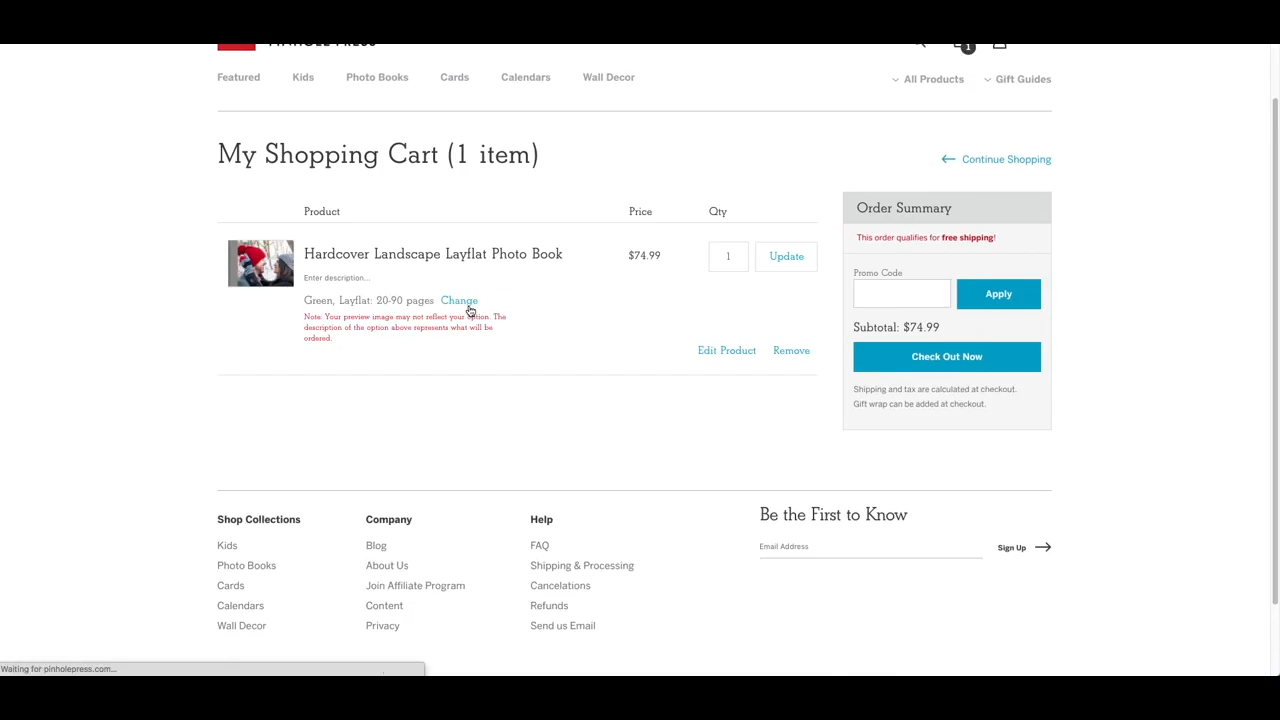 PINHOLE PRESS
1
Featured Kids Photo Books Cards Calendars Wall Decor All Products Gift Guides
My Shopping Cart (1 item)
Continue Shopping
Product Price Qty
Order Summary
This order qualifies for free shipping!
Hardcover Landscape Layflat Photo Book $74.99 1 Update
Enter description...
Promo Code
Apply
Green, Layflat: 20-90 pages Change
Note: Your preview image may not reflect your option. The
description of the option above represents what will be
ordered.
Subtotal: $74.99
Edit Product Remove
Check Out Now
Shipping and tax are calculated at checkout.
Gift wrap can be added at checkout.
Shop Collections
Kids
Photo Books
Cards
Calendars
Wall Decor
Company
Blog
About Us
Join Affiliate Program
Content
Privacy
Help
FAQ
Shipping & Processing
Cancelations
Refunds
Send us Email
Be the First to Know
Email Address Sign Up
Waiting for pinholepress.com...